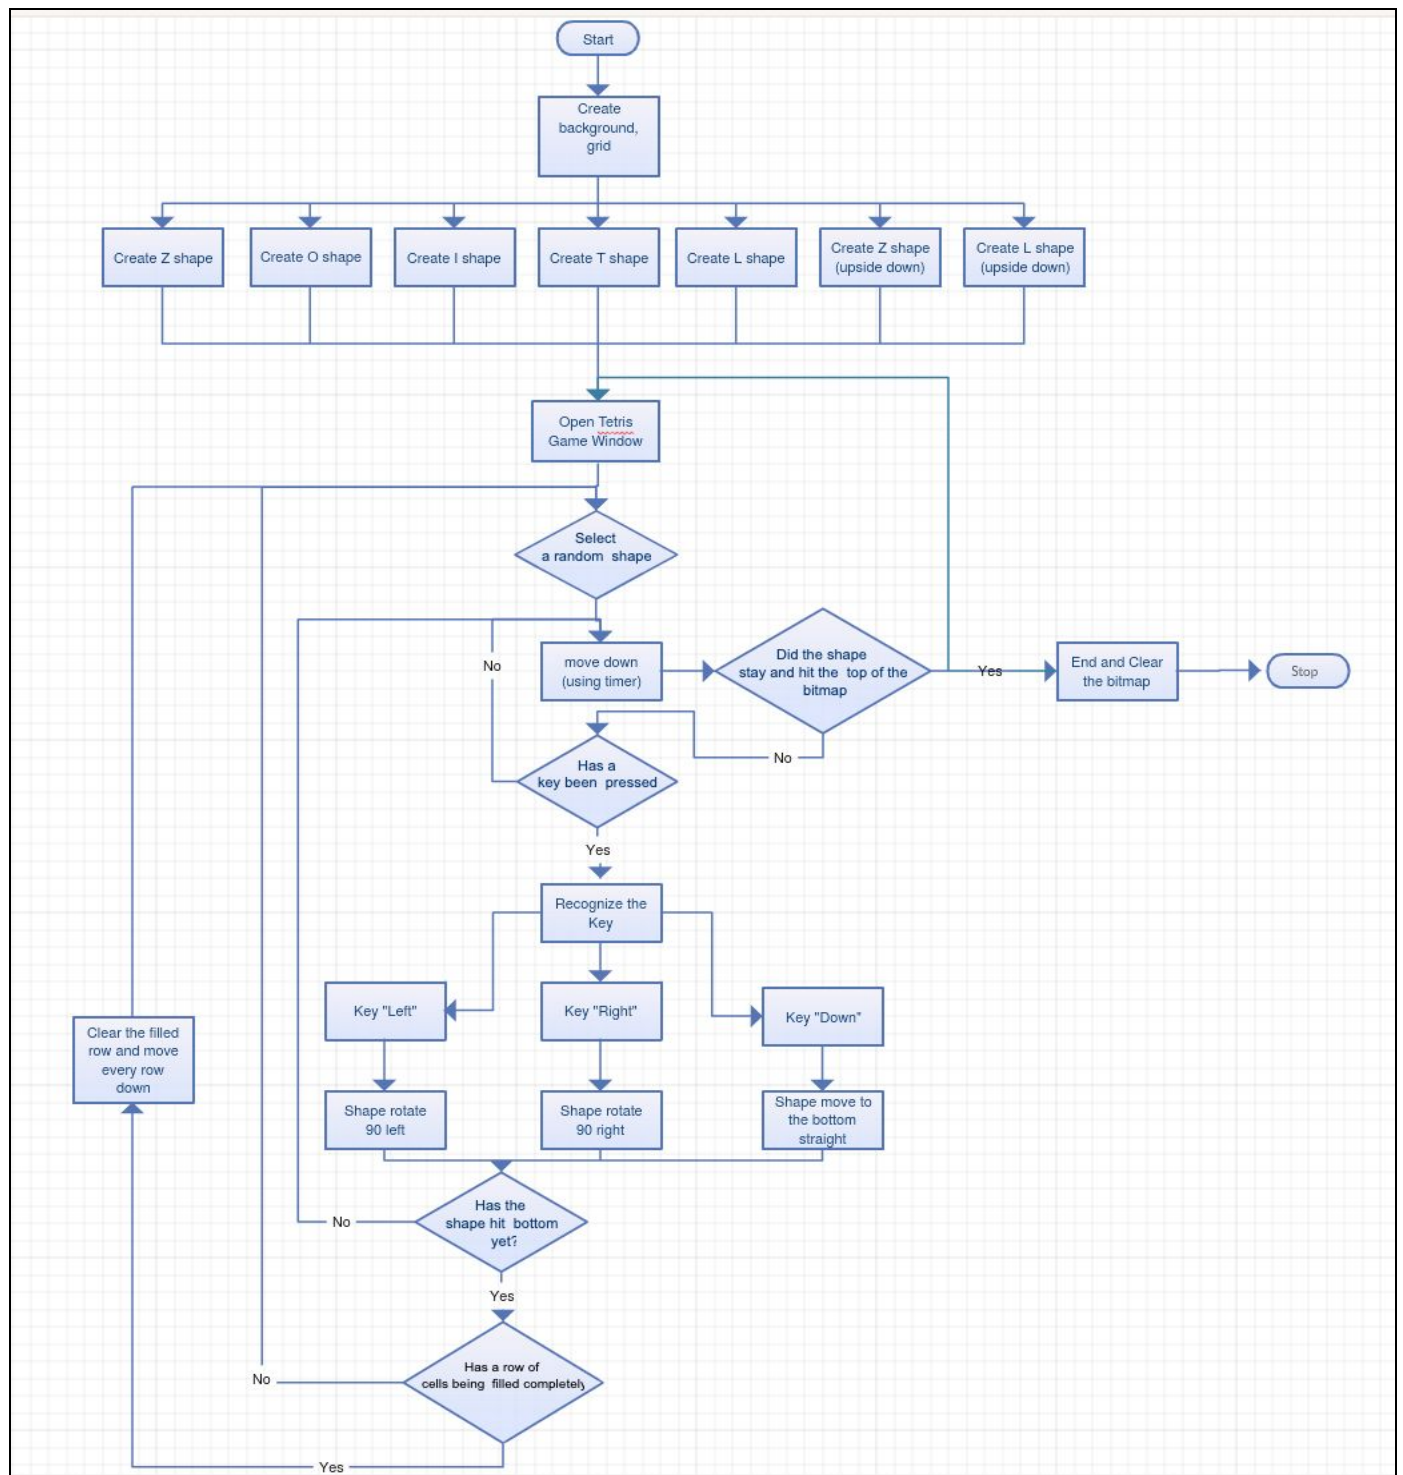 Start
Create
background,
grid
Create Z shape
Create O shape
Create I shape
Create T shape
Create L shape
Create Z shape
(upside down)
Create L shape
(upside down)
Open Tetris
Game Window
Select
a random shape
No
move down
(using timer)
Did the shape
stay and hit the top of the
bitmap
Yes
End and Clear
the bitmap
Stop
No
Has a
key been pressed
Yes
Recognize the
Key
Key "Left"
Key "Right"
Key "Down"
Clear the filled
row and move
every row
down
Shape rotate
90 left
Shape rotate
90 right
Shape move to
the bottom
straight
Has the
shape hit bottom
yet?
No
Yes
Has a row of
cells being filled completely
No
Yes